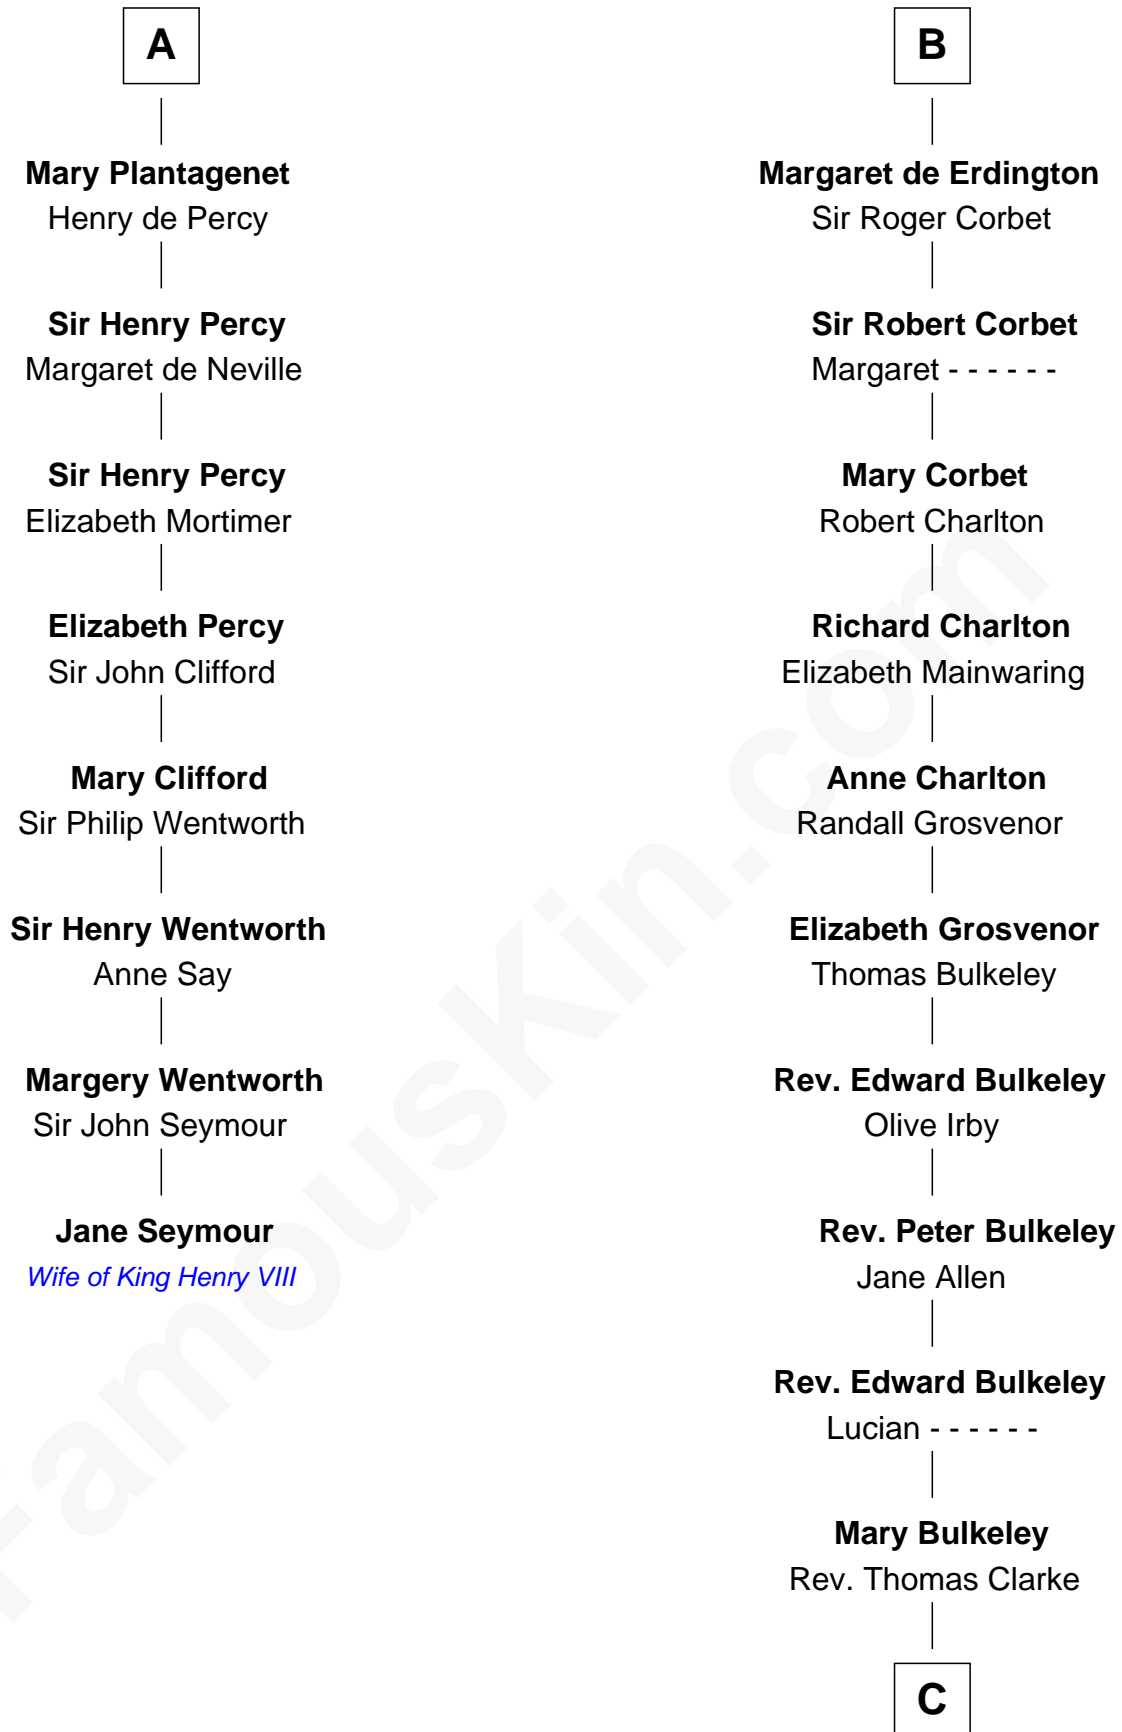 A
Mary Plantagenet
Henry de Percy
Sir Henry Percy
Margaret de Neville
Sir Henry Percy
Elizabeth Mortimer
Elizabeth Percy
Sir John Clifford
Mary Clifford
Sir Philip Wentworth
Sir Henry Wentworth
Anne Say
Margery Wentworth
Sir John Seymour
Jane Seymour
Wife of King Henry VIII
B
Margaret de Erdington
Sir Roger Corbet
Sir Robert Corbet
Margaret - - - - - -
Mary Corbet
Robert Charlton
Richard Charlton
Elizabeth Mainwaring
Anne Charlton
Randall Grosvenor
Elizabeth Grosvenor
Thomas Bulkeley
Rev. Edward Bulkeley
Olive Irby
Rev. Peter Bulkeley
Jane Allen
Rev. Edward Bulkeley
Lucian - - - - - -
Mary Bulkeley
Rev. Thomas Clarke
C
FamousKin.com